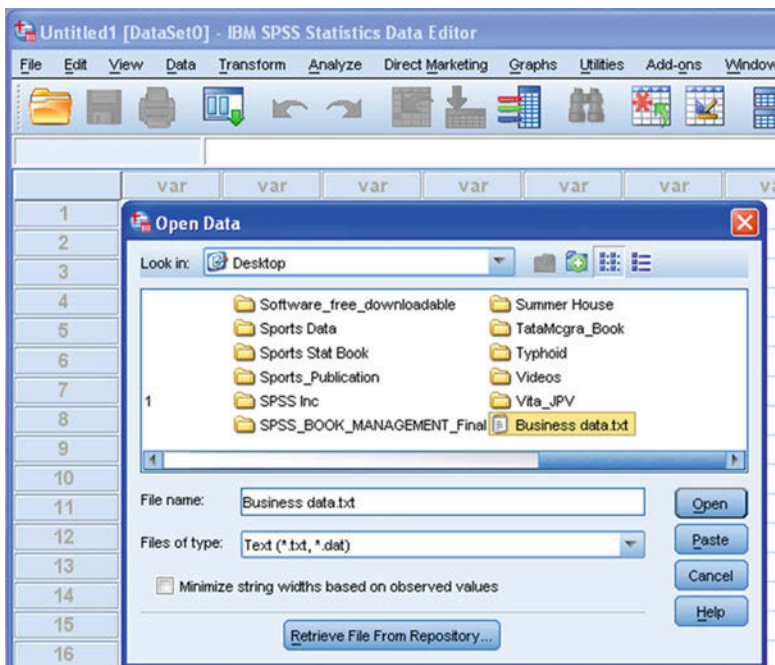 Untitled1 [DataSet0] - IBM SPSS Statistics Data Editor
File Edit View Data Transform Analyze Direct Marketing Graphs Utilities Add-ons Window
var var var var var var
1
2
3
4
5
6
7
8
9
10
11
12
13
14
15
16
Open Data
Look in: Desktop
Software_free_downloadable
Sports Data
Sports Stat Book
Sports_Publication
1 SPSS Inc
SPSS_BOOK_MANAGEMENT_Final
Summer House
TataMcgra_Book
Typhoid
Videos
Vita_JPV
Business data.txt
File name: Business data.txt
Open
Files of type: Text (*.txt, *.dat)
Paste
Minimize string widths based on observed values
Cancel
Help
Retrieve File From Repository...